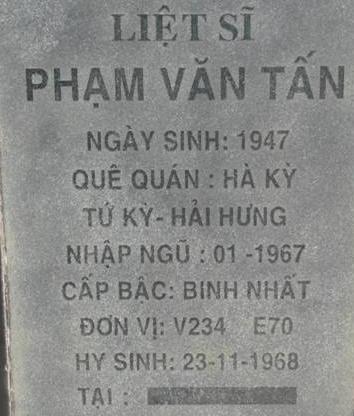 LIỆT SĨ
PHẠM VĂN TẤN
NGÀY SINH: 1947
QUÊ QUÁN : HÀ KỲ
TỨ KỲ- HẢI HƯNG
NHẬP NGŨ : 01 -1967
CẤP BẬC: BINH NHẤT
ĐƠN VỊ: V234 E70
HY SINH: 23-11-1968
TẠI :